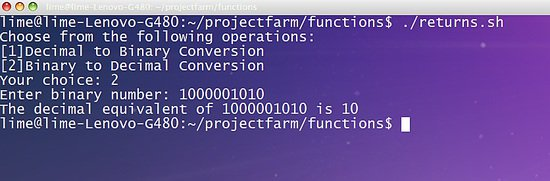 lime@lime-Lenovo-G480: ~/projectfarm/functions
lime@lime-Lenovo-G480:~/projectfarm/functions$ ./returns.sh
Choose from the following operations:
[1]Decimal to Binary Conversion
[2]Binary to Decimal Conversion
Your choice: 2
Enter binary number: 1000001010
The decimal equivalent of 1000001010 is 10
lime@lime-Lenovo-G480:~/projectfarm/functions$